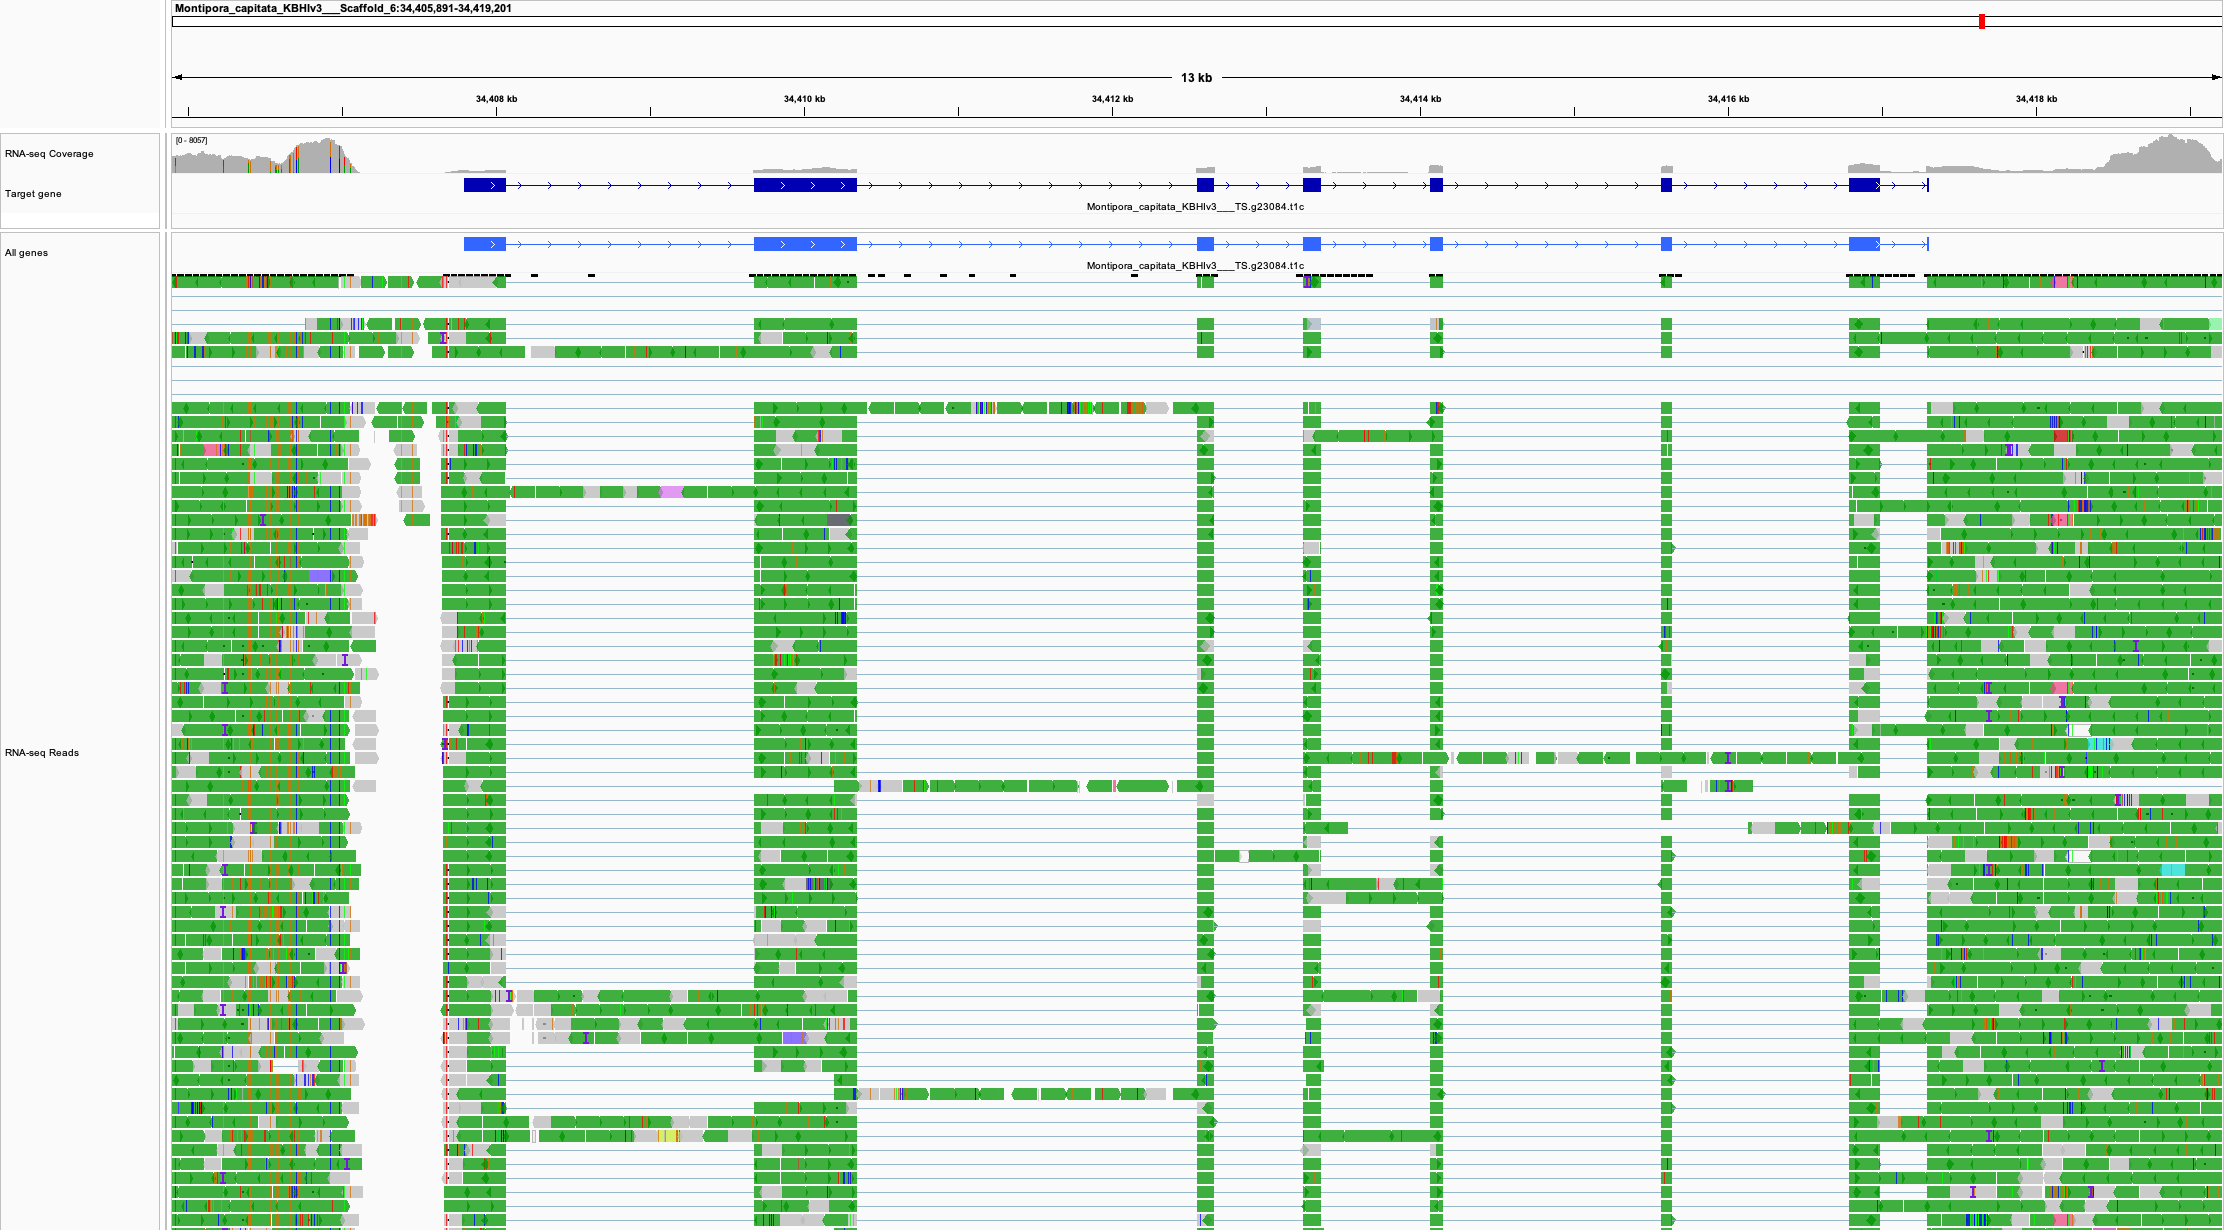 Montipora_capitata_KBHIv3___Scaffold_6:34,405,891-34,419,201
13 kb
34,408 kb 34,410 kb 34,412 kb 34,414 kb 34,416 kb 34,418 kb
[0 - 8057]
RNA-seq Coverage
Target gene
Montipora_capitata_KBHIv3___TS.g23084.t1c
All genes
Montipora_capitata_KBHIv3___TS.g23084.t1c
RNA-seq Reads